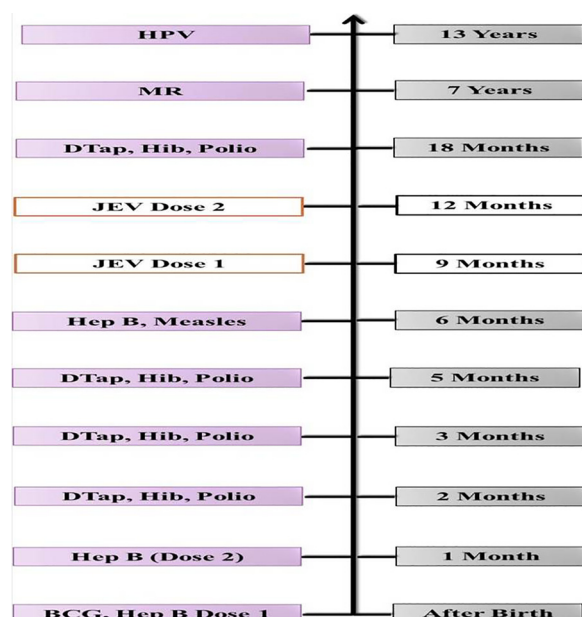 HPV 13 Years
MR 7 Years
DTap, Hib, Polio 18 Months
JEV Dose 2 12 Months
JEV Dose 1 9 Months
Hep B, Measles 6 Months
DTap, Hib, Polio 5 Months
DTap, Hib, Polio 3 Months
DTap, Hib, Polio 2 Months
Hep B (Dose 2) 1 Month
BCG, Hep B Dose 1 After Birth